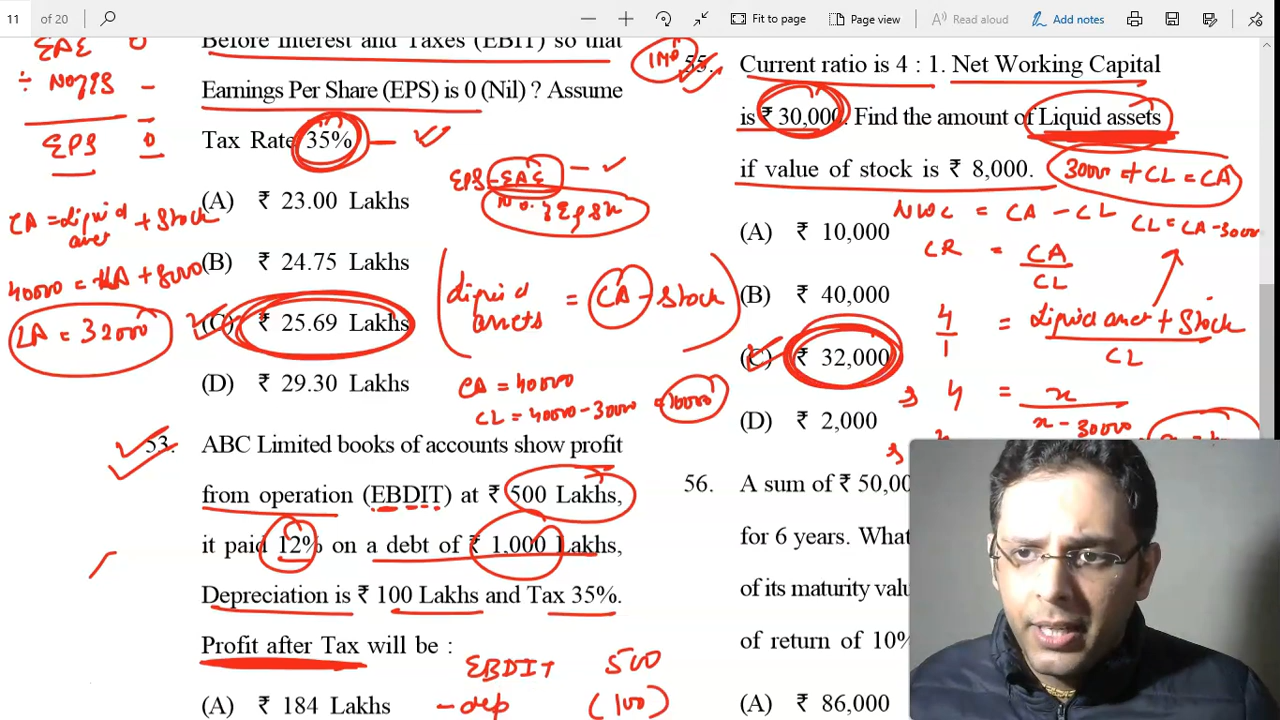 11 of 20
Fit to page
Page view
Read aloud
Add notes
Before Interest and Taxes (EBIT) so that
Earnings Per Share (EPS) is 0 (Nil) ? Assume
Tax Rate 35%
(A) ₹ 23.00 Lakhs
(B) ₹ 24.75 Lakhs
(C) ₹ 25.69 Lakhs
(D) ₹ 29.30 Lakhs
53. ABC Limited books of accounts show profit
from operation (EBDIT) at ₹ 500 Lakhs,
it paid 12% on a debt of ₹ 1,000 Lakhs,
Depreciation is ₹ 100 Lakhs and Tax 35%.
Profit after Tax will be :
(A) ₹ 184 Lakhs
EAE 0
÷ NOEPS -
EPS 0
CA = Liquid asset + Stock
40000 = LA + 8000
LA = 32000
EPS = EAE
No. of
Liquid assets = CA - Stock
CA = 40000
CL = 40000 - 30000 = 10000
EBDIT 500
- dep (100)
55. Current ratio is 4 : 1. Net Working Capital
is ₹ 30,000. Find the amount of Liquid assets
if value of stock is ₹ 8,000.
(A) ₹ 10,000
(B) ₹ 40,000
(C) ₹ 32,000
(D) ₹ 2,000
56. A sum of ₹ 50,00
for 6 years. What
of its maturity valu
of return of 10%
(A) ₹ 86,000
30000 + CL = CA
NWC = CA - CL
CL = CA - 30000
CR = CA
CL
4 = Liquid asset + Stock
1 CL
4 = x
x - 30000